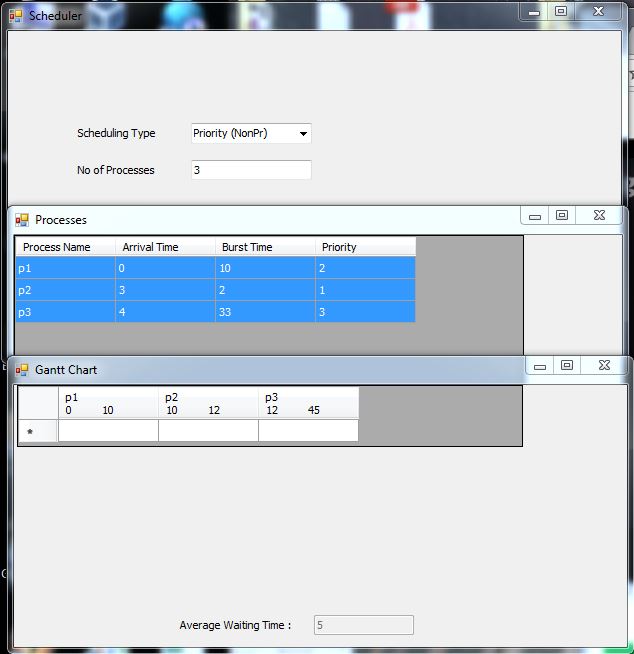 Scheduler
Scheduling Type Priority (NonPr)
No of Processes 3
Processes
Process Name Arrival Time Burst Time Priority
p1 0 10 2
p2 3 2 1
p3 4 33 3
Gantt Chart
p1 p2 p3
0 10 10 12 12 45
*
Average Waiting Time : 5